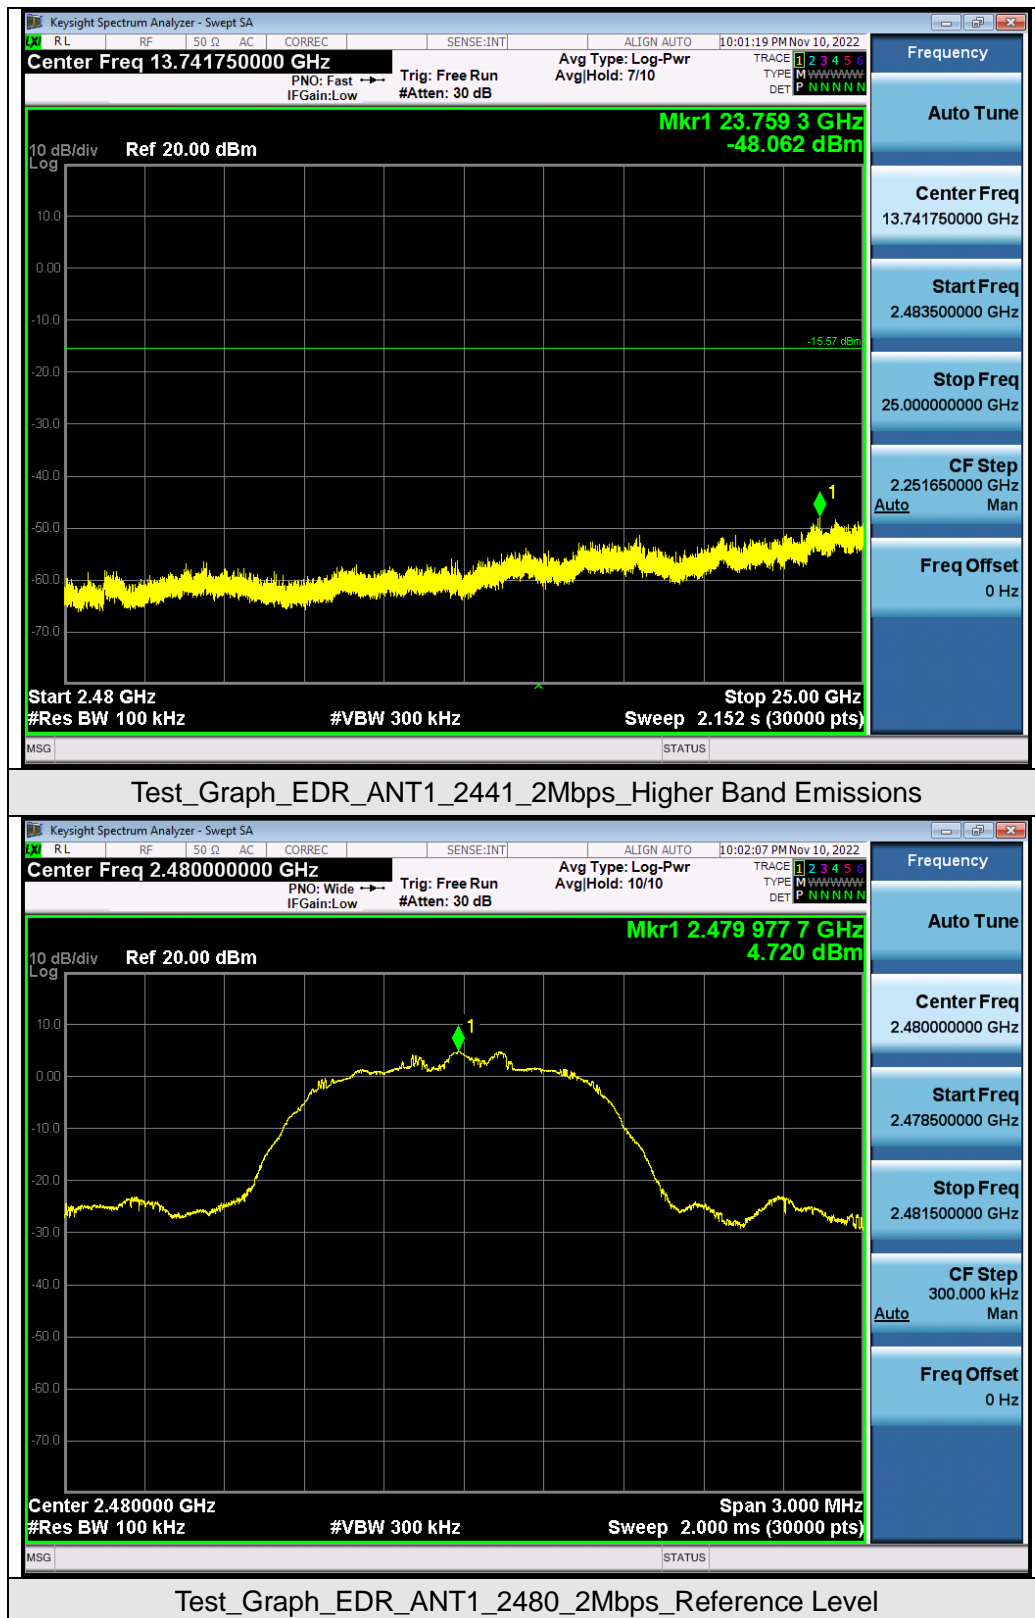 Keysight Spectrum Analyzer - Swept SA
LXI RL RF 50 Ω AC CORREC SENSE:INT ALIGN AUTO 10:01:19 PM Nov 10, 2022
Center Freq 13.741750000 GHz
PNO: Fast
IFGain:Low
Trig: Free Run
#Atten: 30 dB
Avg Type: Log-Pwr
Avg|Hold: 7/10
TRACE 1 2 3 4 5 6
TYPE M WWWWW
DET P N N N N N
Mkr1 23.759 3 GHz
-48.062 dBm
10 dB/div Ref 20.00 dBm
Log
10.0
0.00
-10.0
-15.57 dBm
-20.0
-30.0
-40.0
1
-50.0
-60.0
-70.0
Start 2.48 GHz Stop 25.00 GHz
#Res BW 100 kHz #VBW 300 kHz Sweep 2.152 s (30000 pts)
MSG STATUS
Frequency
Auto Tune
Center Freq
13.741750000 GHz
Start Freq
2.483500000 GHz
Stop Freq
25.000000000 GHz
CF Step
2.251650000 GHz
Auto Man
Freq Offset
0 Hz
Test_Graph_EDR_ANT1_2441_2Mbps_Higher Band Emissions
Keysight Spectrum Analyzer - Swept SA
LXI RL RF 50 Ω AC CORREC SENSE:INT ALIGN AUTO 10:02:07 PM Nov 10, 2022
Center Freq 2.480000000 GHz
PNO: Wide
IFGain:Low
Trig: Free Run
#Atten: 30 dB
Avg Type: Log-Pwr
Avg|Hold: 10/10
TRACE 1 2 3 4 5 6
TYPE M WWWWW
DET P N N N N N
Mkr1 2.479 977 7 GHz
4.720 dBm
10 dB/div Ref 20.00 dBm
Log
10.0
1
0.00
-10.0
-20.0
-30.0
-40.0
-50.0
-60.0
-70.0
Center 2.480000 GHz Span 3.000 MHz
#Res BW 100 kHz #VBW 300 kHz Sweep 2.000 ms (30000 pts)
MSG STATUS
Frequency
Auto Tune
Center Freq
2.480000000 GHz
Start Freq
2.478500000 GHz
Stop Freq
2.481500000 GHz
CF Step
300.000 kHz
Auto Man
Freq Offset
0 Hz
Test_Graph_EDR_ANT1_2480_2Mbps_Reference Level